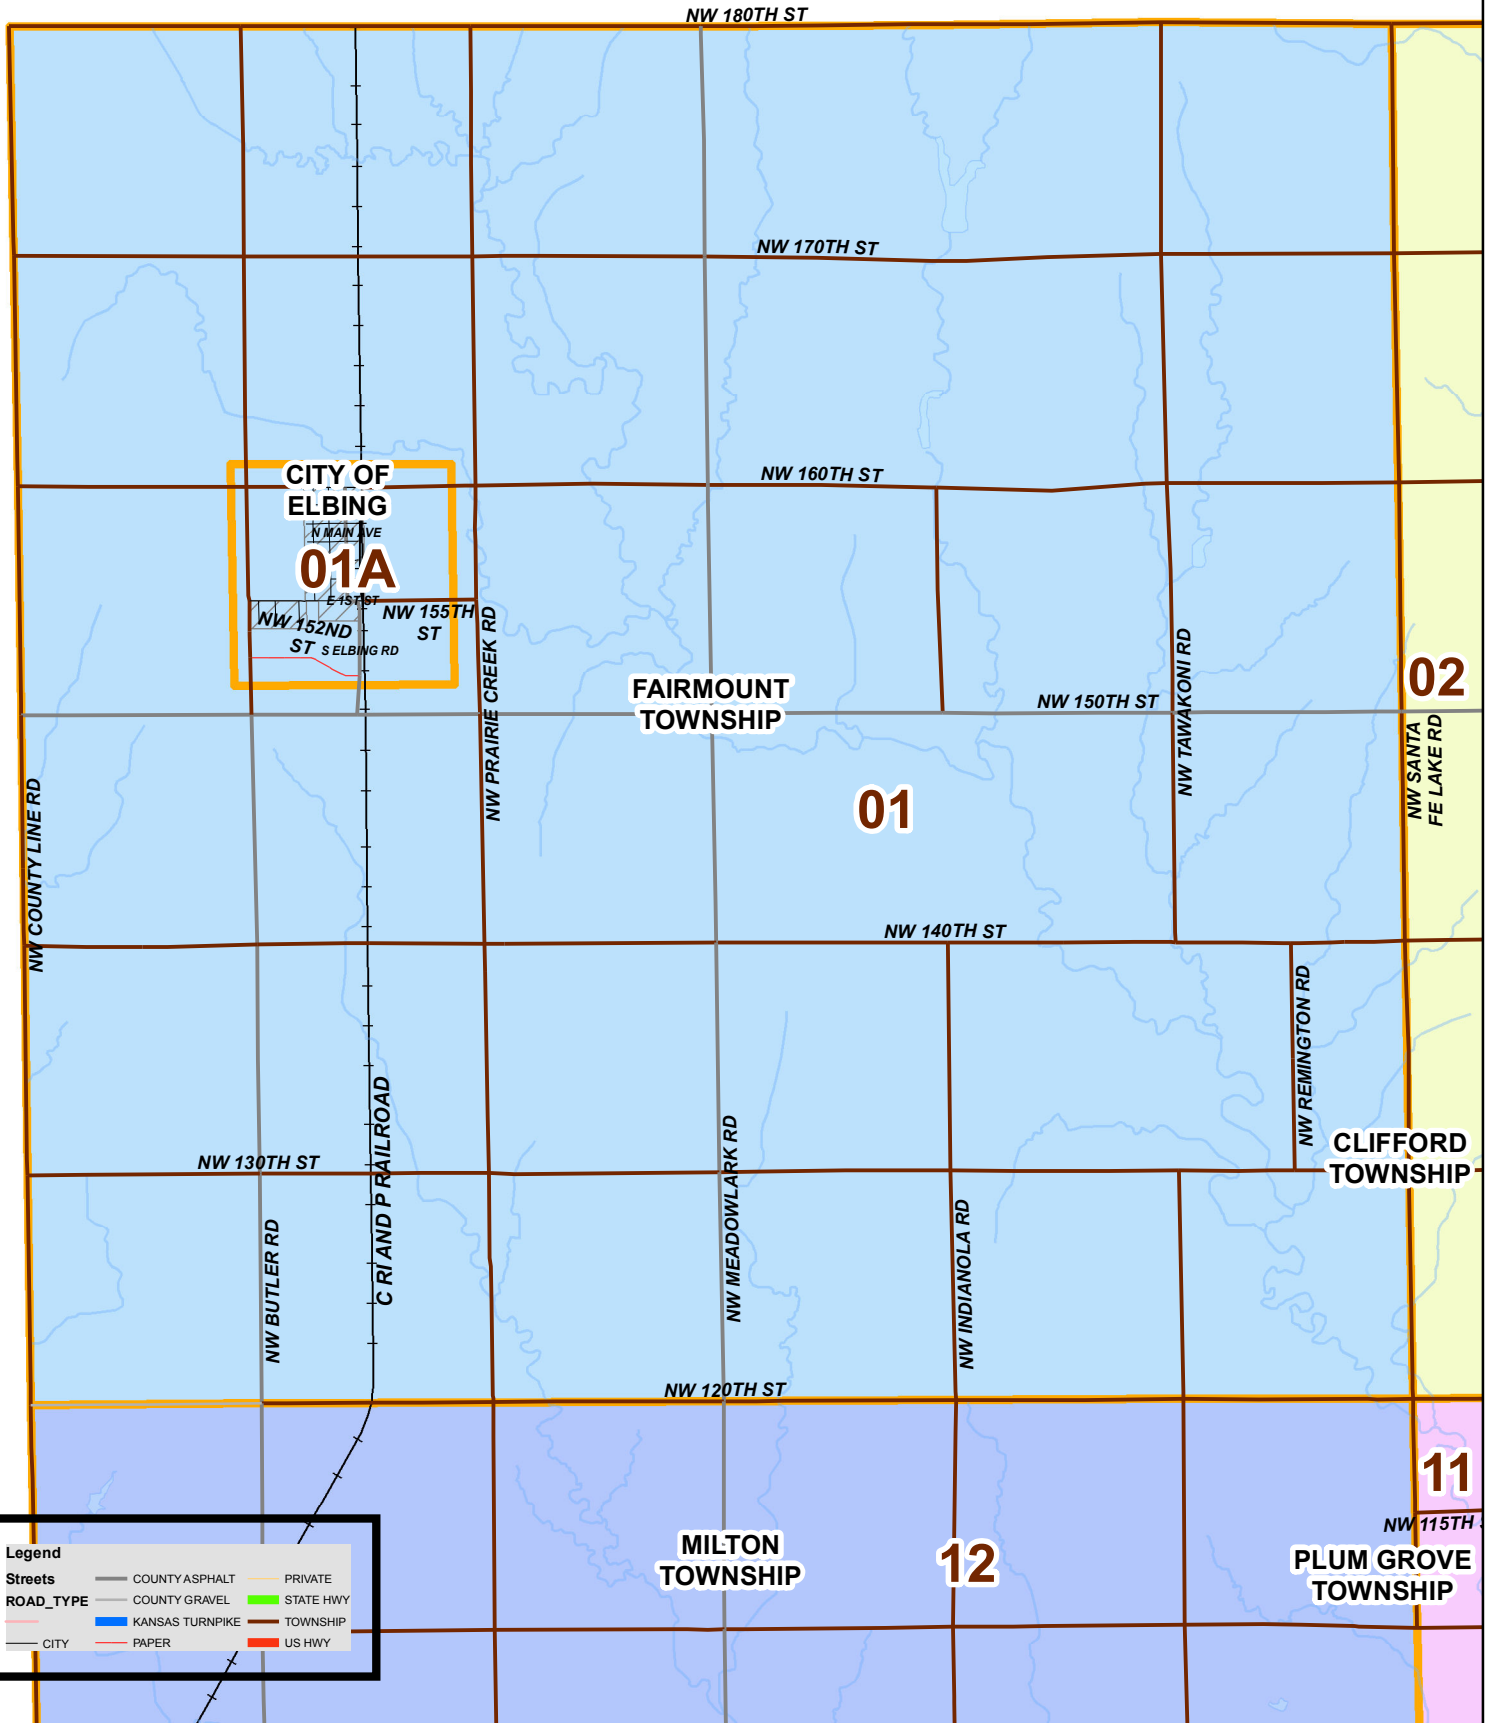 NW 180TH ST
NW 170TH ST
NW 160TH ST
CITY OF
ELBING
N MAIN AVE
01A
E 1ST ST
NW 155TH
ST
NW 152ND
ST
S ELBING RD
NW PRAIRIE CREEK RD
FAIRMOUNT
TOWNSHIP
NW 150TH ST
NW TAWAKONI RD
02
NW SANTA
FE LAKE RD
NW COUNTY LINE RD
01
NW 140TH ST
NW REMINGTON RD
C RI AND P RAILROAD
NW MEADOWLARK RD
NW 130TH ST
CLIFFORD
TOWNSHIP
NW BUTLER RD
NW INDIANOLA RD
NW 120TH ST
11
NW 115TH
MILTON
TOWNSHIP
12
PLUM GROVE
TOWNSHIP
Legend
Streets
ROAD_TYPE
CITY
COUNTY ASPHALT
COUNTY GRAVEL
KANSAS TURNPIKE
PAPER
PRIVATE
STATE HWY
TOWNSHIP
US HWY